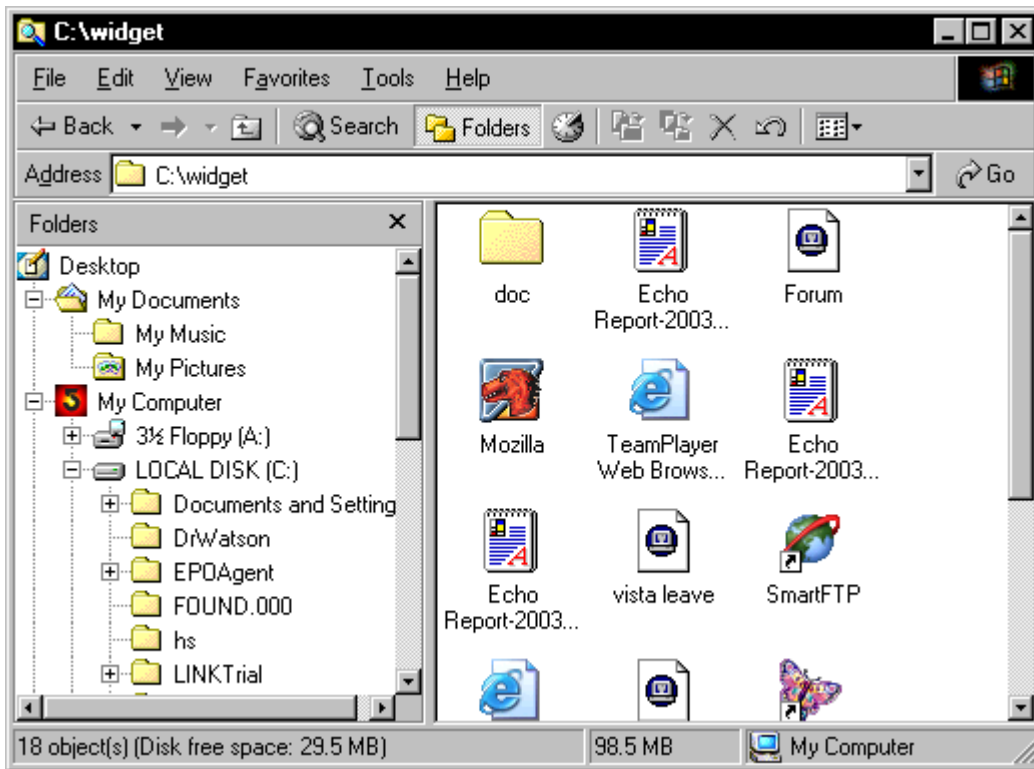 C:\widget
File Edit View Favorites Tools Help
Back Search Folders
Address C:\widget Go
Folders
Desktop
My Documents
My Music
My Pictures
My Computer
3½ Floppy (A:)
LOCAL DISK (C:)
Documents and Setting
DrWatson
EPOAgent
FOUND.000
hs
LINKTrial
doc
Echo
Report-2003...
Forum
Mozilla
TeamPlayer
Web Brows...
Echo
Report-2003...
Echo
Report-2003...
vista leave
SmartFTP
18 object(s) (Disk free space: 29.5 MB) 98.5 MB My Computer